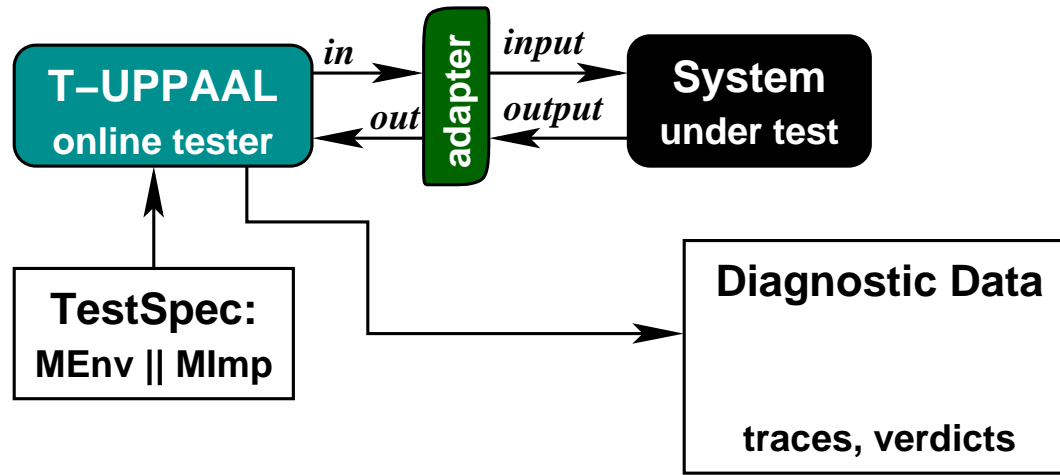 T–UPPAAL
online tester
in
out
adapter
input
output
System
under test
TestSpec:
MEnv || MImp
Diagnostic Data
traces, verdicts